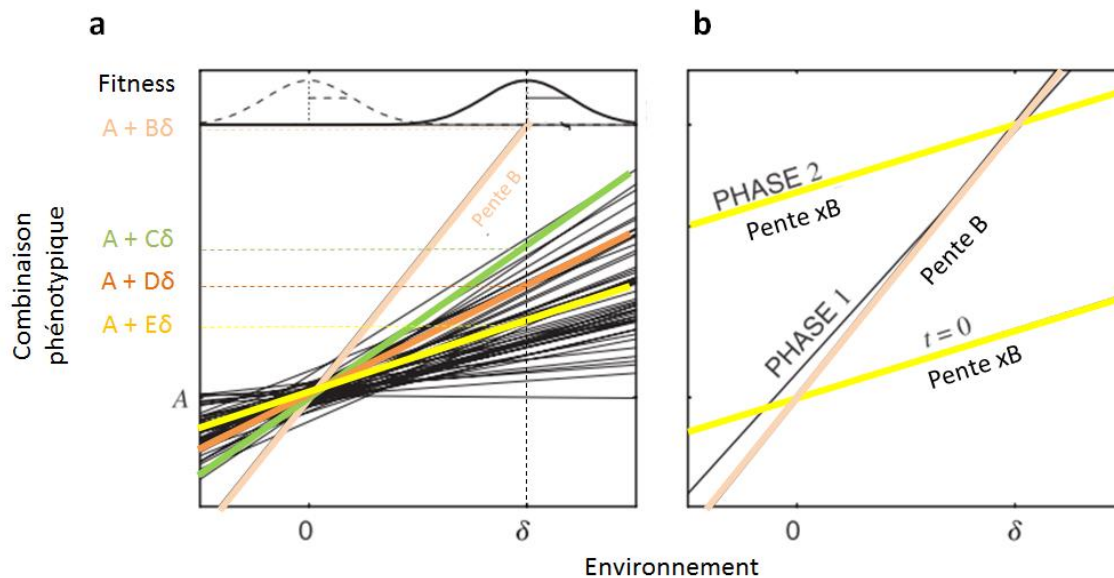 a
b
Fitness
A + Bδ
Pente B
A + Cδ
A + Dδ
A + Eδ
Combinaison
phénotypique
A
0
δ
PHASE 2
Pente xB
PHASE 1
Pente B
t = 0
Pente xB
0
δ
Environnement